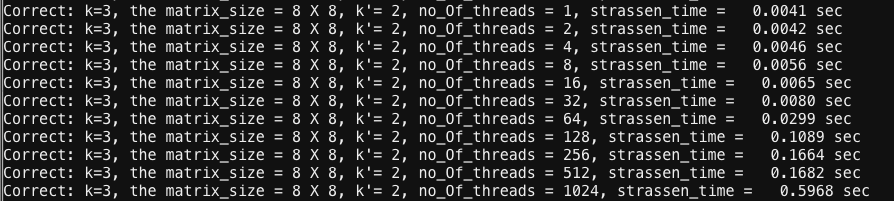 Correct: k=3, the matrix_size = 8 X 8, k'= 2, no_Of_threads = 1, strassen_time =   0.0041 sec
Correct: k=3, the matrix_size = 8 X 8, k'= 2, no_Of_threads = 2, strassen_time =   0.0042 sec
Correct: k=3, the matrix_size = 8 X 8, k'= 2, no_Of_threads = 4, strassen_time =   0.0046 sec
Correct: k=3, the matrix_size = 8 X 8, k'= 2, no_Of_threads = 8, strassen_time =   0.0056 sec
Correct: k=3, the matrix_size = 8 X 8, k'= 2, no_Of_threads = 16, strassen_time =   0.0065 sec
Correct: k=3, the matrix_size = 8 X 8, k'= 2, no_Of_threads = 32, strassen_time =   0.0080 sec
Correct: k=3, the matrix_size = 8 X 8, k'= 2, no_Of_threads = 64, strassen_time =   0.0299 sec
Correct: k=3, the matrix_size = 8 X 8, k'= 2, no_Of_threads = 128, strassen_time =   0.1089 sec
Correct: k=3, the matrix_size = 8 X 8, k'= 2, no_Of_threads = 256, strassen_time =   0.1664 sec
Correct: k=3, the matrix_size = 8 X 8, k'= 2, no_Of_threads = 512, strassen_time =   0.1682 sec
Correct: k=3, the matrix_size = 8 X 8, k'= 2, no_Of_threads = 1024, strassen_time =   0.5968 sec